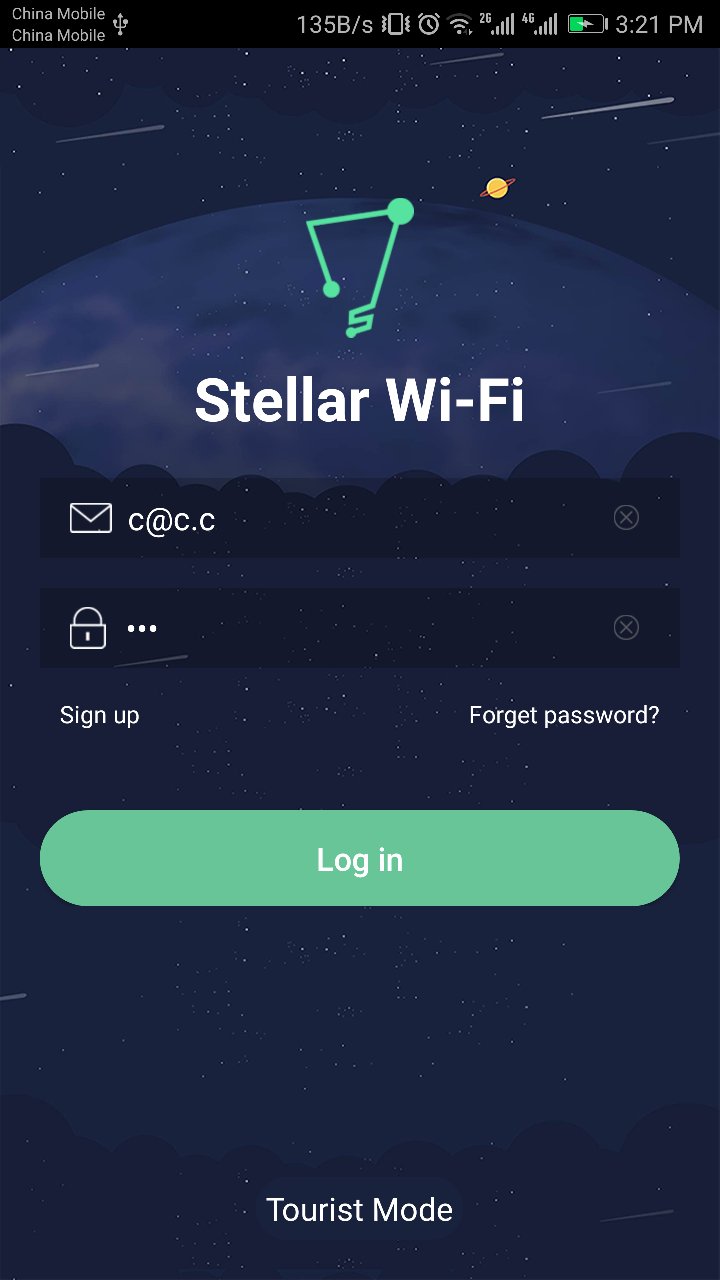 China Mobile
China Mobile
135B/s 2G 4G 3:21 PM
Stellar Wi-Fi
c@c.c
•••
Sign up
Forget password?
Log in
Tourist Mode